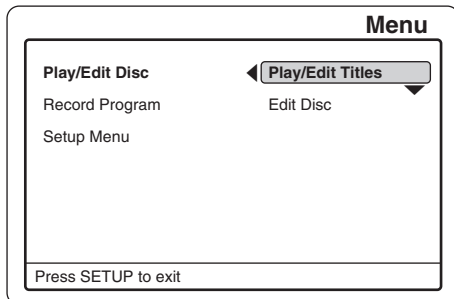 Menu
Play/Edit Disc
Play/Edit Titles
Record Program
Edit Disc
Setup Menu
Press SETUP to exit